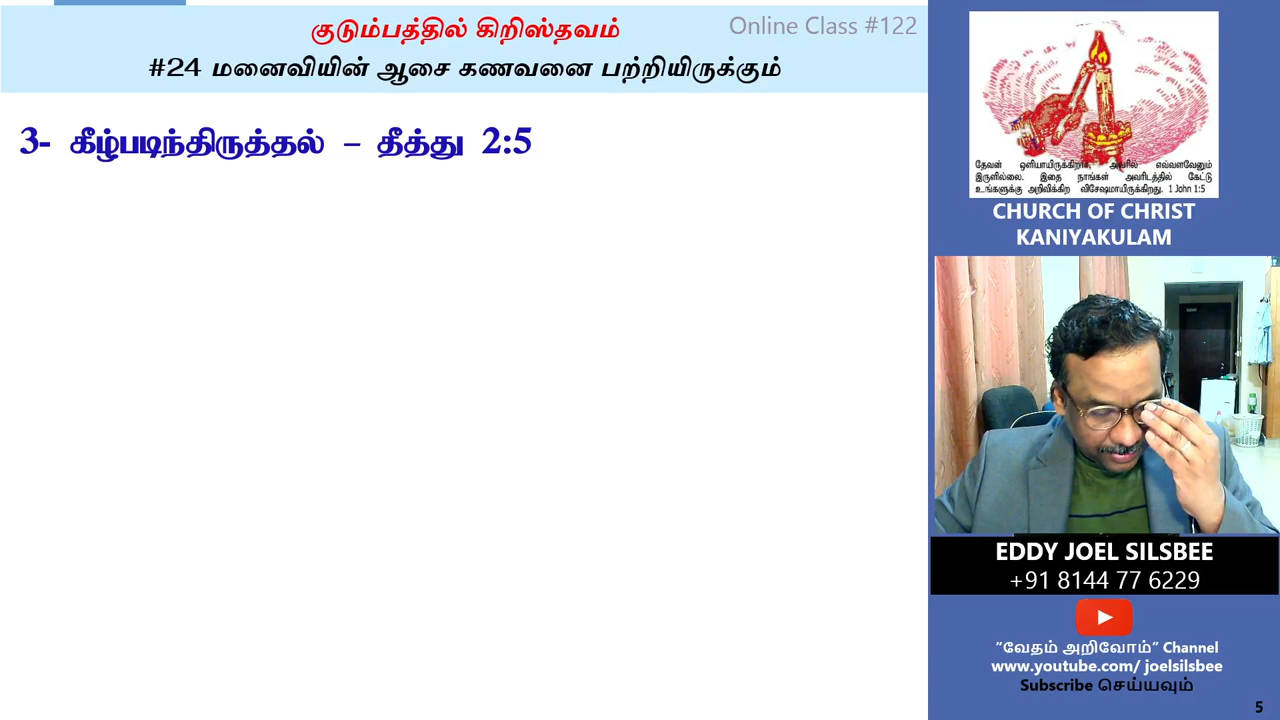 குடும்பத்தில் கிறிஸ்தவம்
Online Class #122
#24 மனைவியின் ஆசை கணவனை பற்றியிருக்கும்
3- கீழ்படிந்திருத்தல் – தீத்து 2:5
தேவன் ஒளியாயிருக்கிறார், அவரில் எவ்வளவேனும்
இருளில்லை. இதை நாங்கள் அவரிடத்தில் கேட்டு
உங்களுக்கு அறிவிக்கிற விசேஷமாயிருக்கிறது. 1 John 1:5
CHURCH OF CHRIST
KANIYAKULAM
EDDY JOEL SILSBEE
+91 8144 77 6229
"வேதம் அறிவோம்" Channel
www.youtube.com/ joelsilsbee
Subscribe செய்யவும்
5